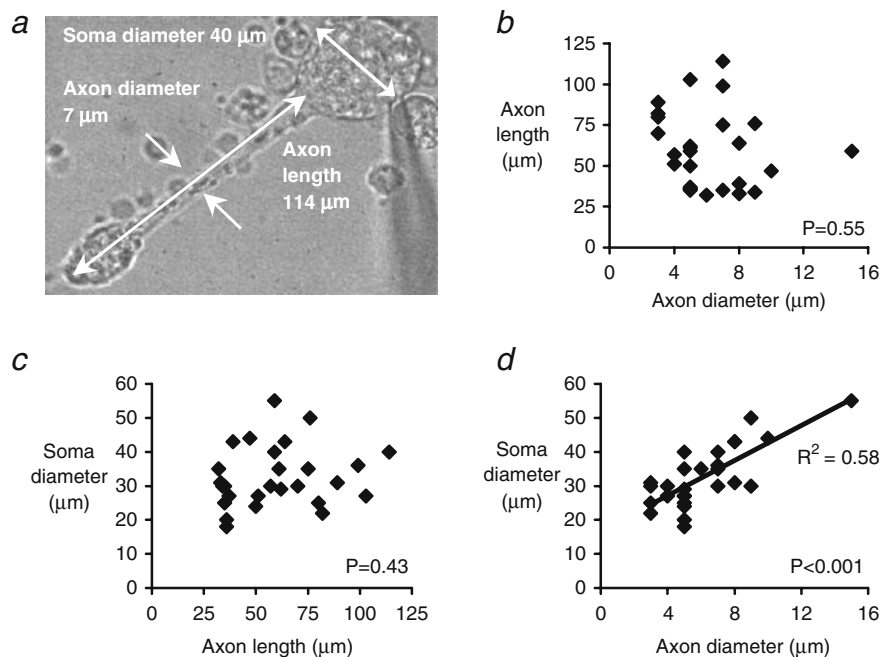 a
Soma diameter 40 μm
Axon diameter
7 μm
Axon
length
114 μm
b
125
100
75
50
25
0
Axon
length
(μm)
P=0.55
0 4 8 12 16
Axon diameter (μm)
c
60
50
40
30
20
10
0
Soma
diameter
(μm)
P=0.43
0 25 50 75 100 125
Axon length (μm)
d
60
50
40
30
20
10
0
Soma
diameter
(μm)
R² = 0.58
P<0.001
0 4 8 12 16
Axon diameter (μm)